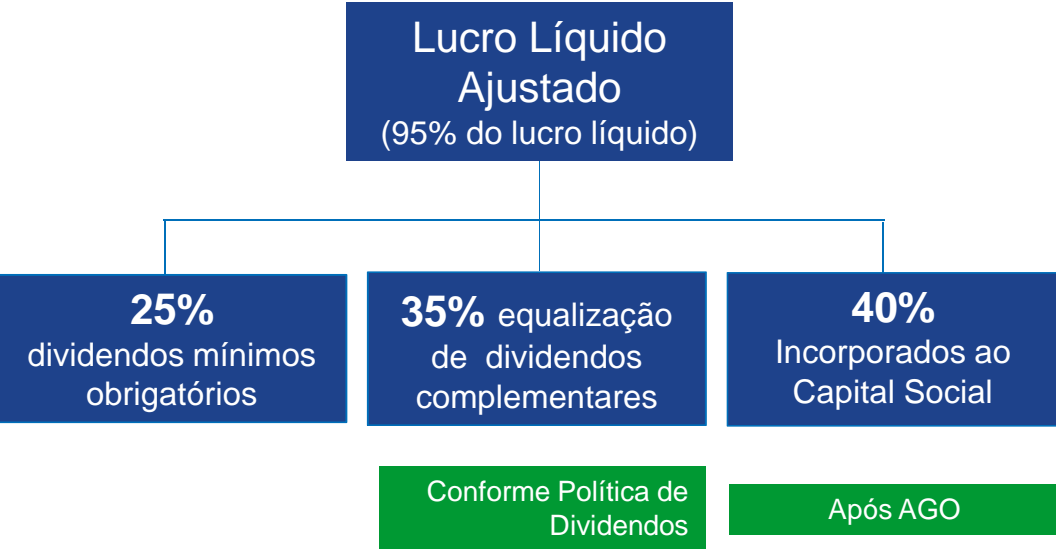 Lucro Líquido
Ajustado
(95% do lucro líquido)
25%
dividendos mínimos
obrigatórios
35% equalização
de dividendos
complementares
40%
Incorporados ao
Capital Social
Conforme Política de
Dividendos
Após AGO